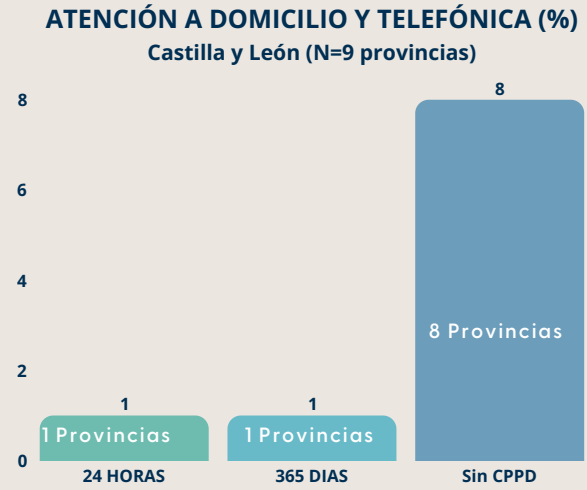 ATENCIÓN A DOMICILIO Y TELEFÓNICA (%)
Castilla y León (N=9 provincias)
8
6
4
2
0
1
1
8
1 Provincias
1 Provincias
8 Provincias
24 HORAS
365 DIAS
Sin CPPD